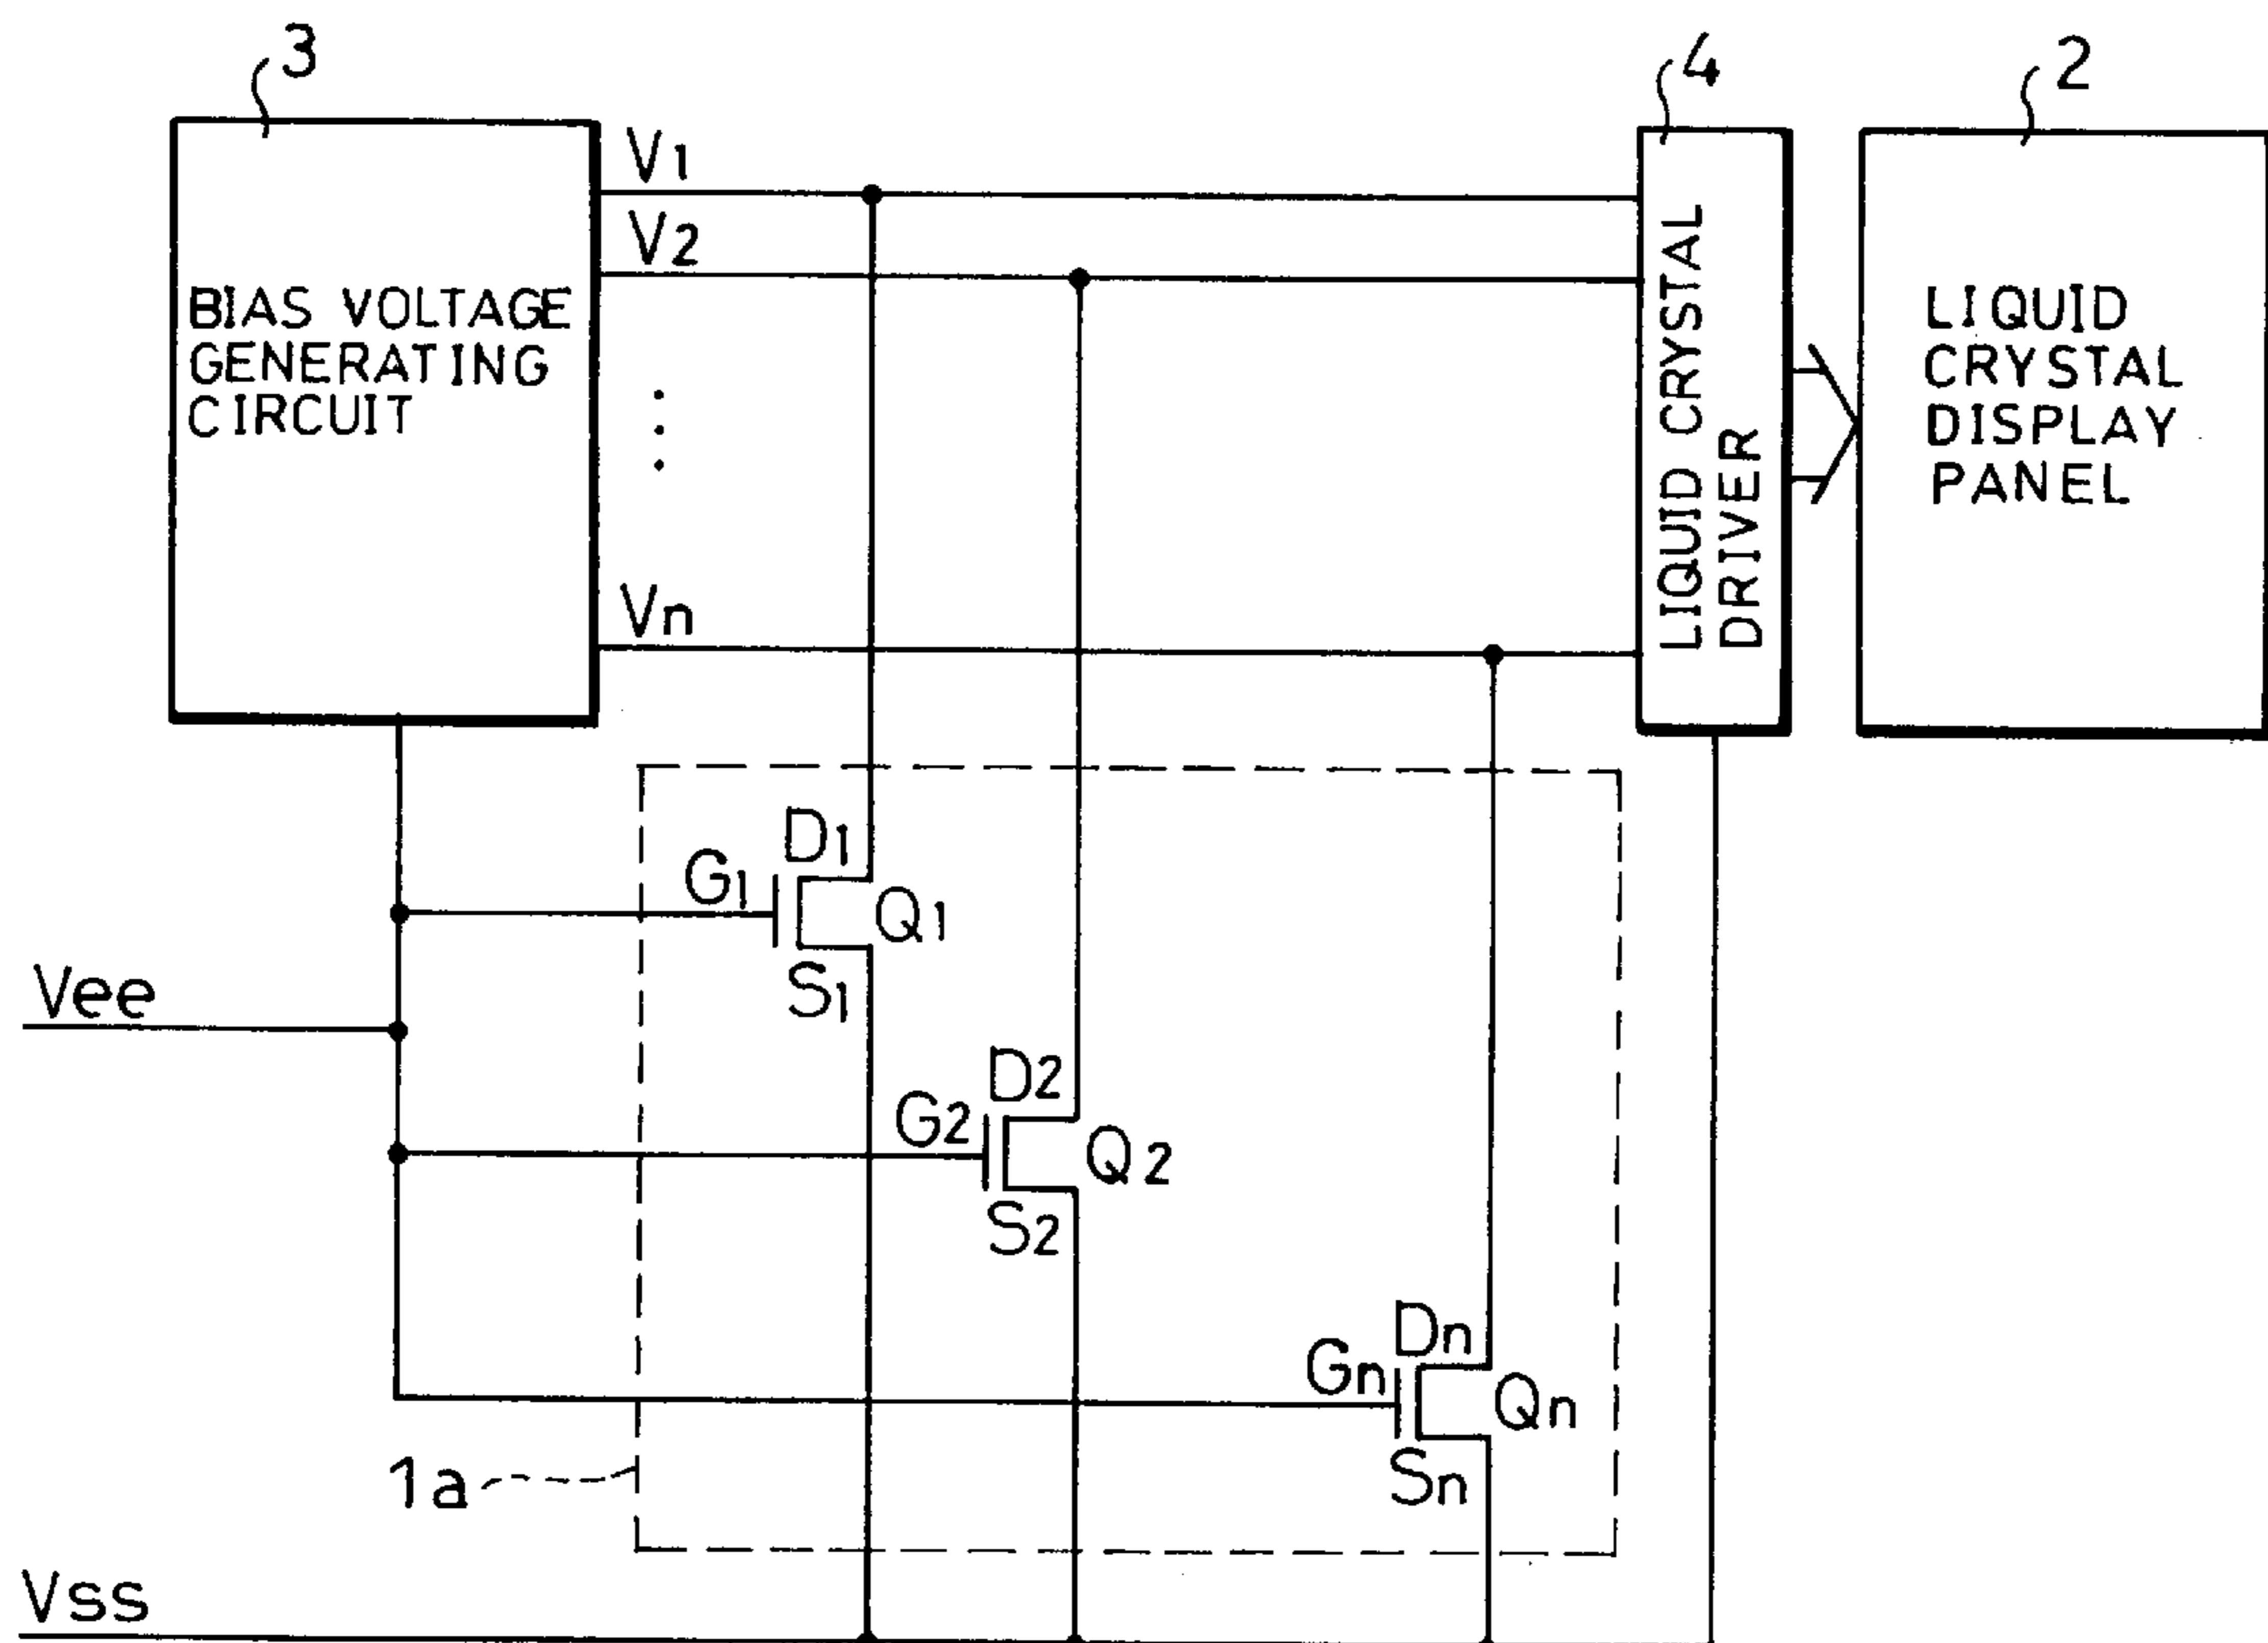 3
4
2
V1
V2
BIAS VOLTAGE
GENERATING
CIRCUIT
Vn
LIQUID CRYSTAL
DRIVER
LIQUID
CRYSTAL
DISPLAY
PANEL
D1
G1
Q1
S1
Vee
D2
G2
Q2
S2
Dn
Gn
Qn
Sn
1a
Vss